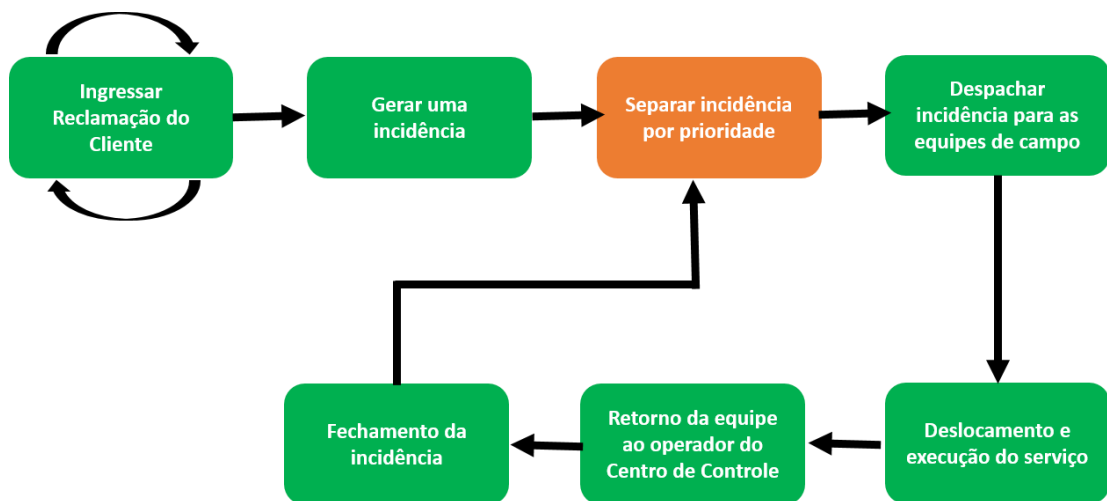 Ingressar
Reclamação do
Cliente
Gerar uma
incidência
Separar incidência
por prioridade
Despachar
incidência para as
equipes de campo
Deslocamento e
execução do serviço
Retorno da equipe
ao operador do
Centro de Controle
Fechamento da
incidência